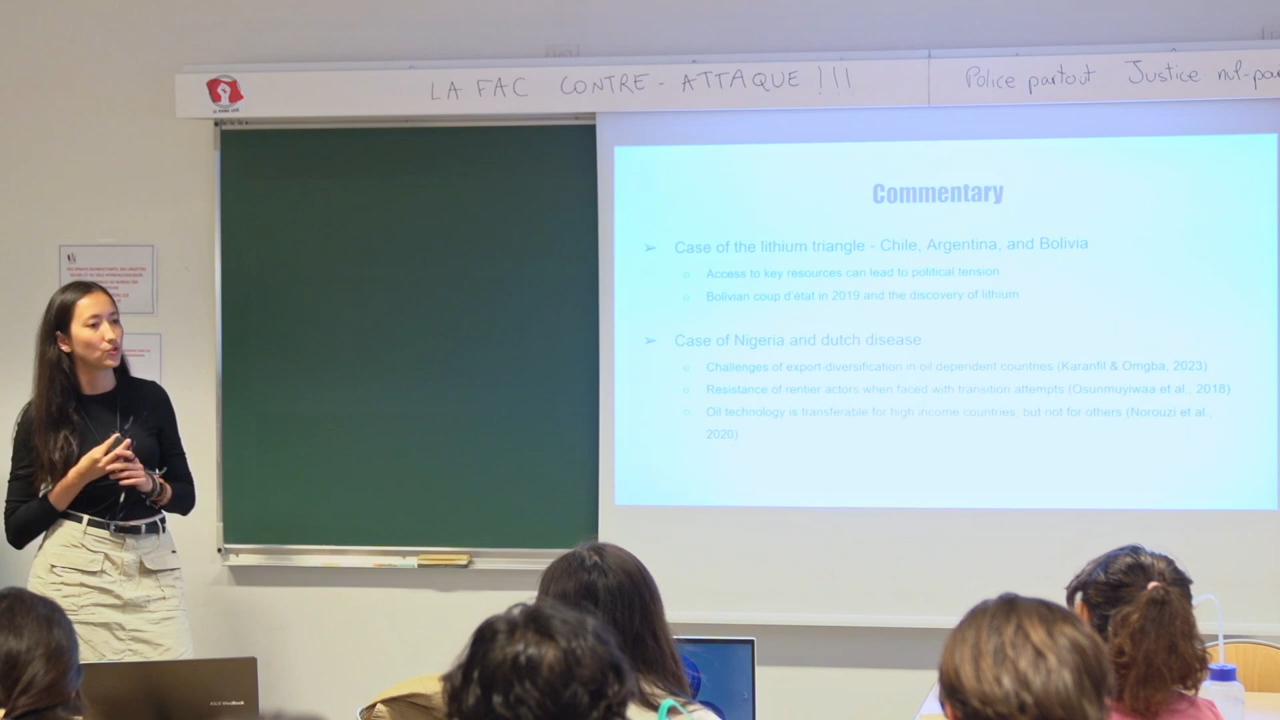 LA FAC CONTRE-ATTAQUE !!!
Police partout Justice nul-par
Commentary
➢ Case of the lithium triangle - Chile, Argentina, and Bolivia
○ Access to key resources can lead to political tension
○ Bolivian coup d'état in 2019 and the discovery of lithium
➢ Case of Nigeria and dutch disease
○ Challenges of export-diversification in oil dependent countries (Karanfil & Omgba, 2023)
○ Resistance of rentier actors when faced with transition attempts (Osunmuyiwaa et al., 2018)
○ Oil technology is transferable for high income countries, but not for others (Norouzi et al.,
2020)
ASUS VivoBook